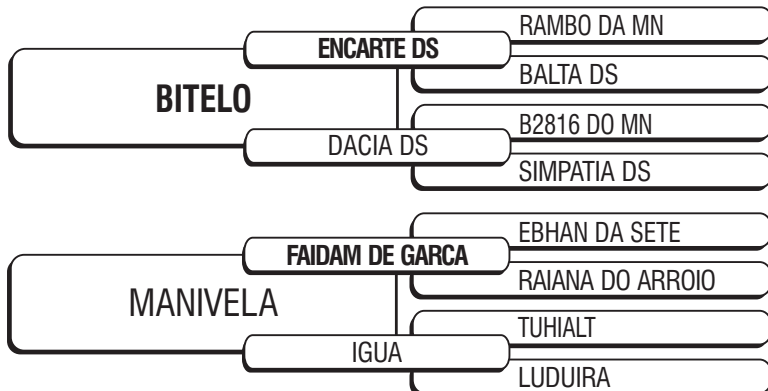 RAMBO DA MN
ENCARTE DS
BALTA DS
BITELO
B2816 DO MN
DACIA DS
SIMPATIA DS
EBHAN DA SETE
FAIDAM DE GARCA
RAIANA DO ARROIO
MANIVELA
TUHIALT
IGUA
LUDUIRA